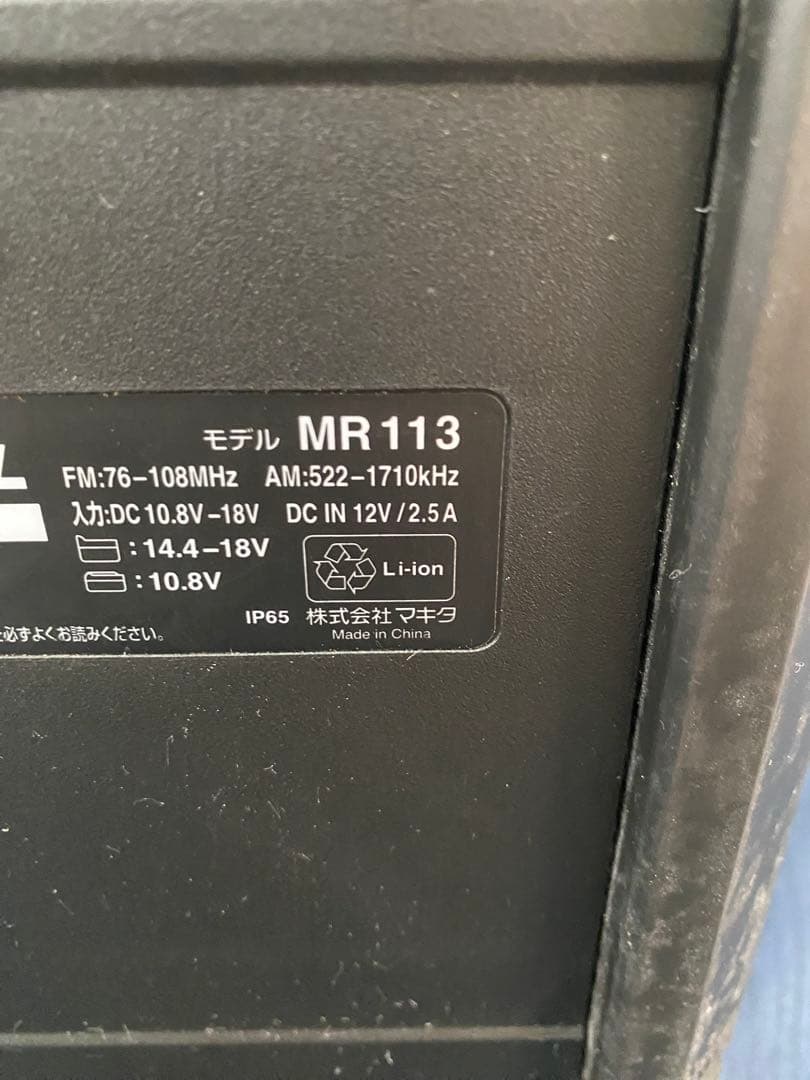 モデル MR113
FM:76-108MHz AM:522-1710kHz
入力:DC10.8V-18V DC IN 12V/2.5A
:14.4-18V
:10.8V
Li-ion
IP65 株式会社マキタ
Made in China
必ずよくお読みください。